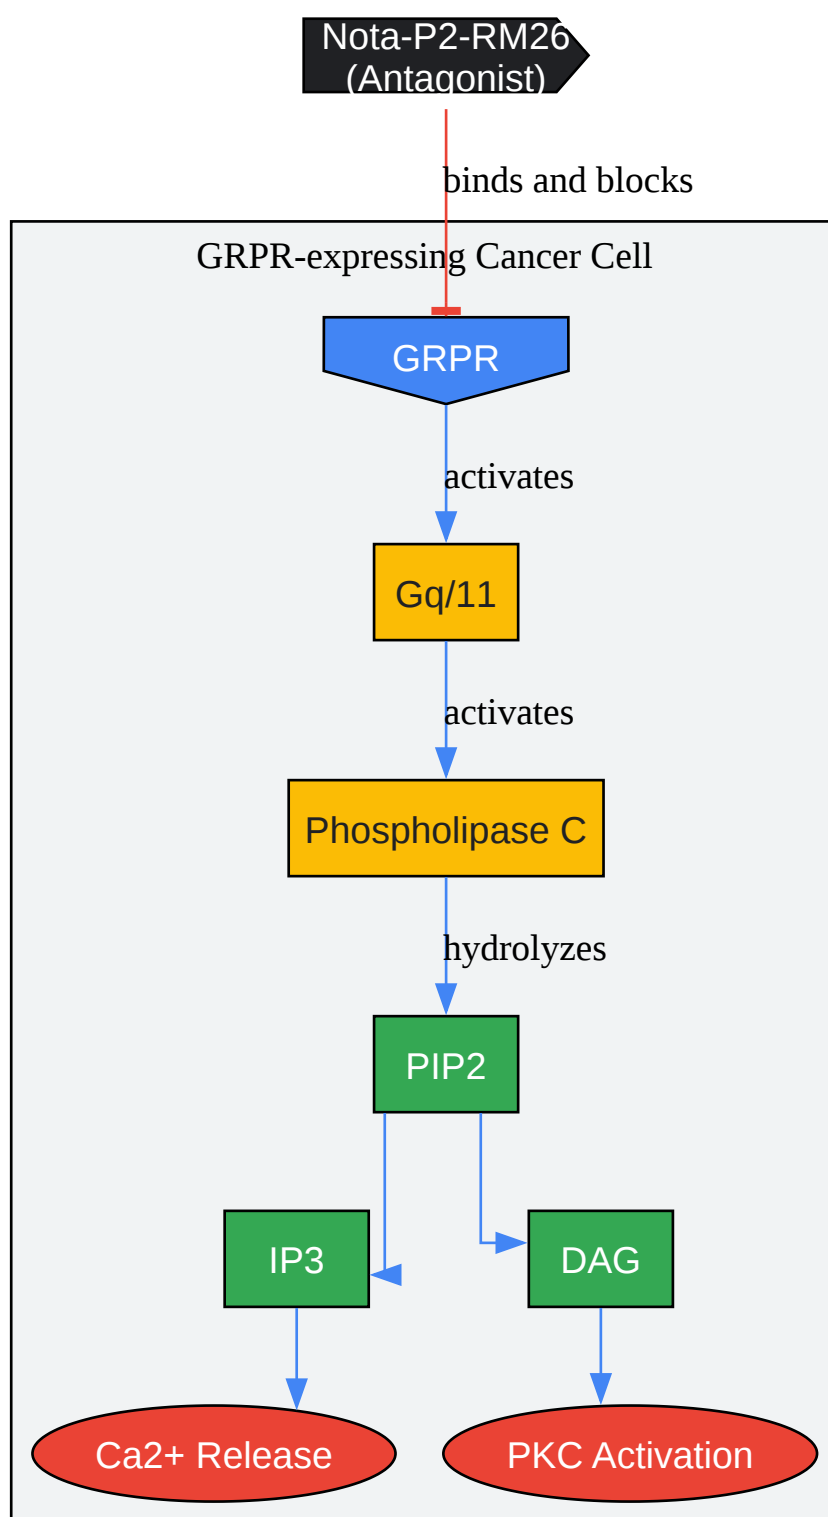 Nota-P2-RM26
(Antagonist)
binds and blocks
GRPR-expressing Cancer Cell
GRPR
activates
Gq/11
activates
Phospholipase C
hydrolyzes
PIP2
IP3
DAG
Ca2+ Release
PKC Activation